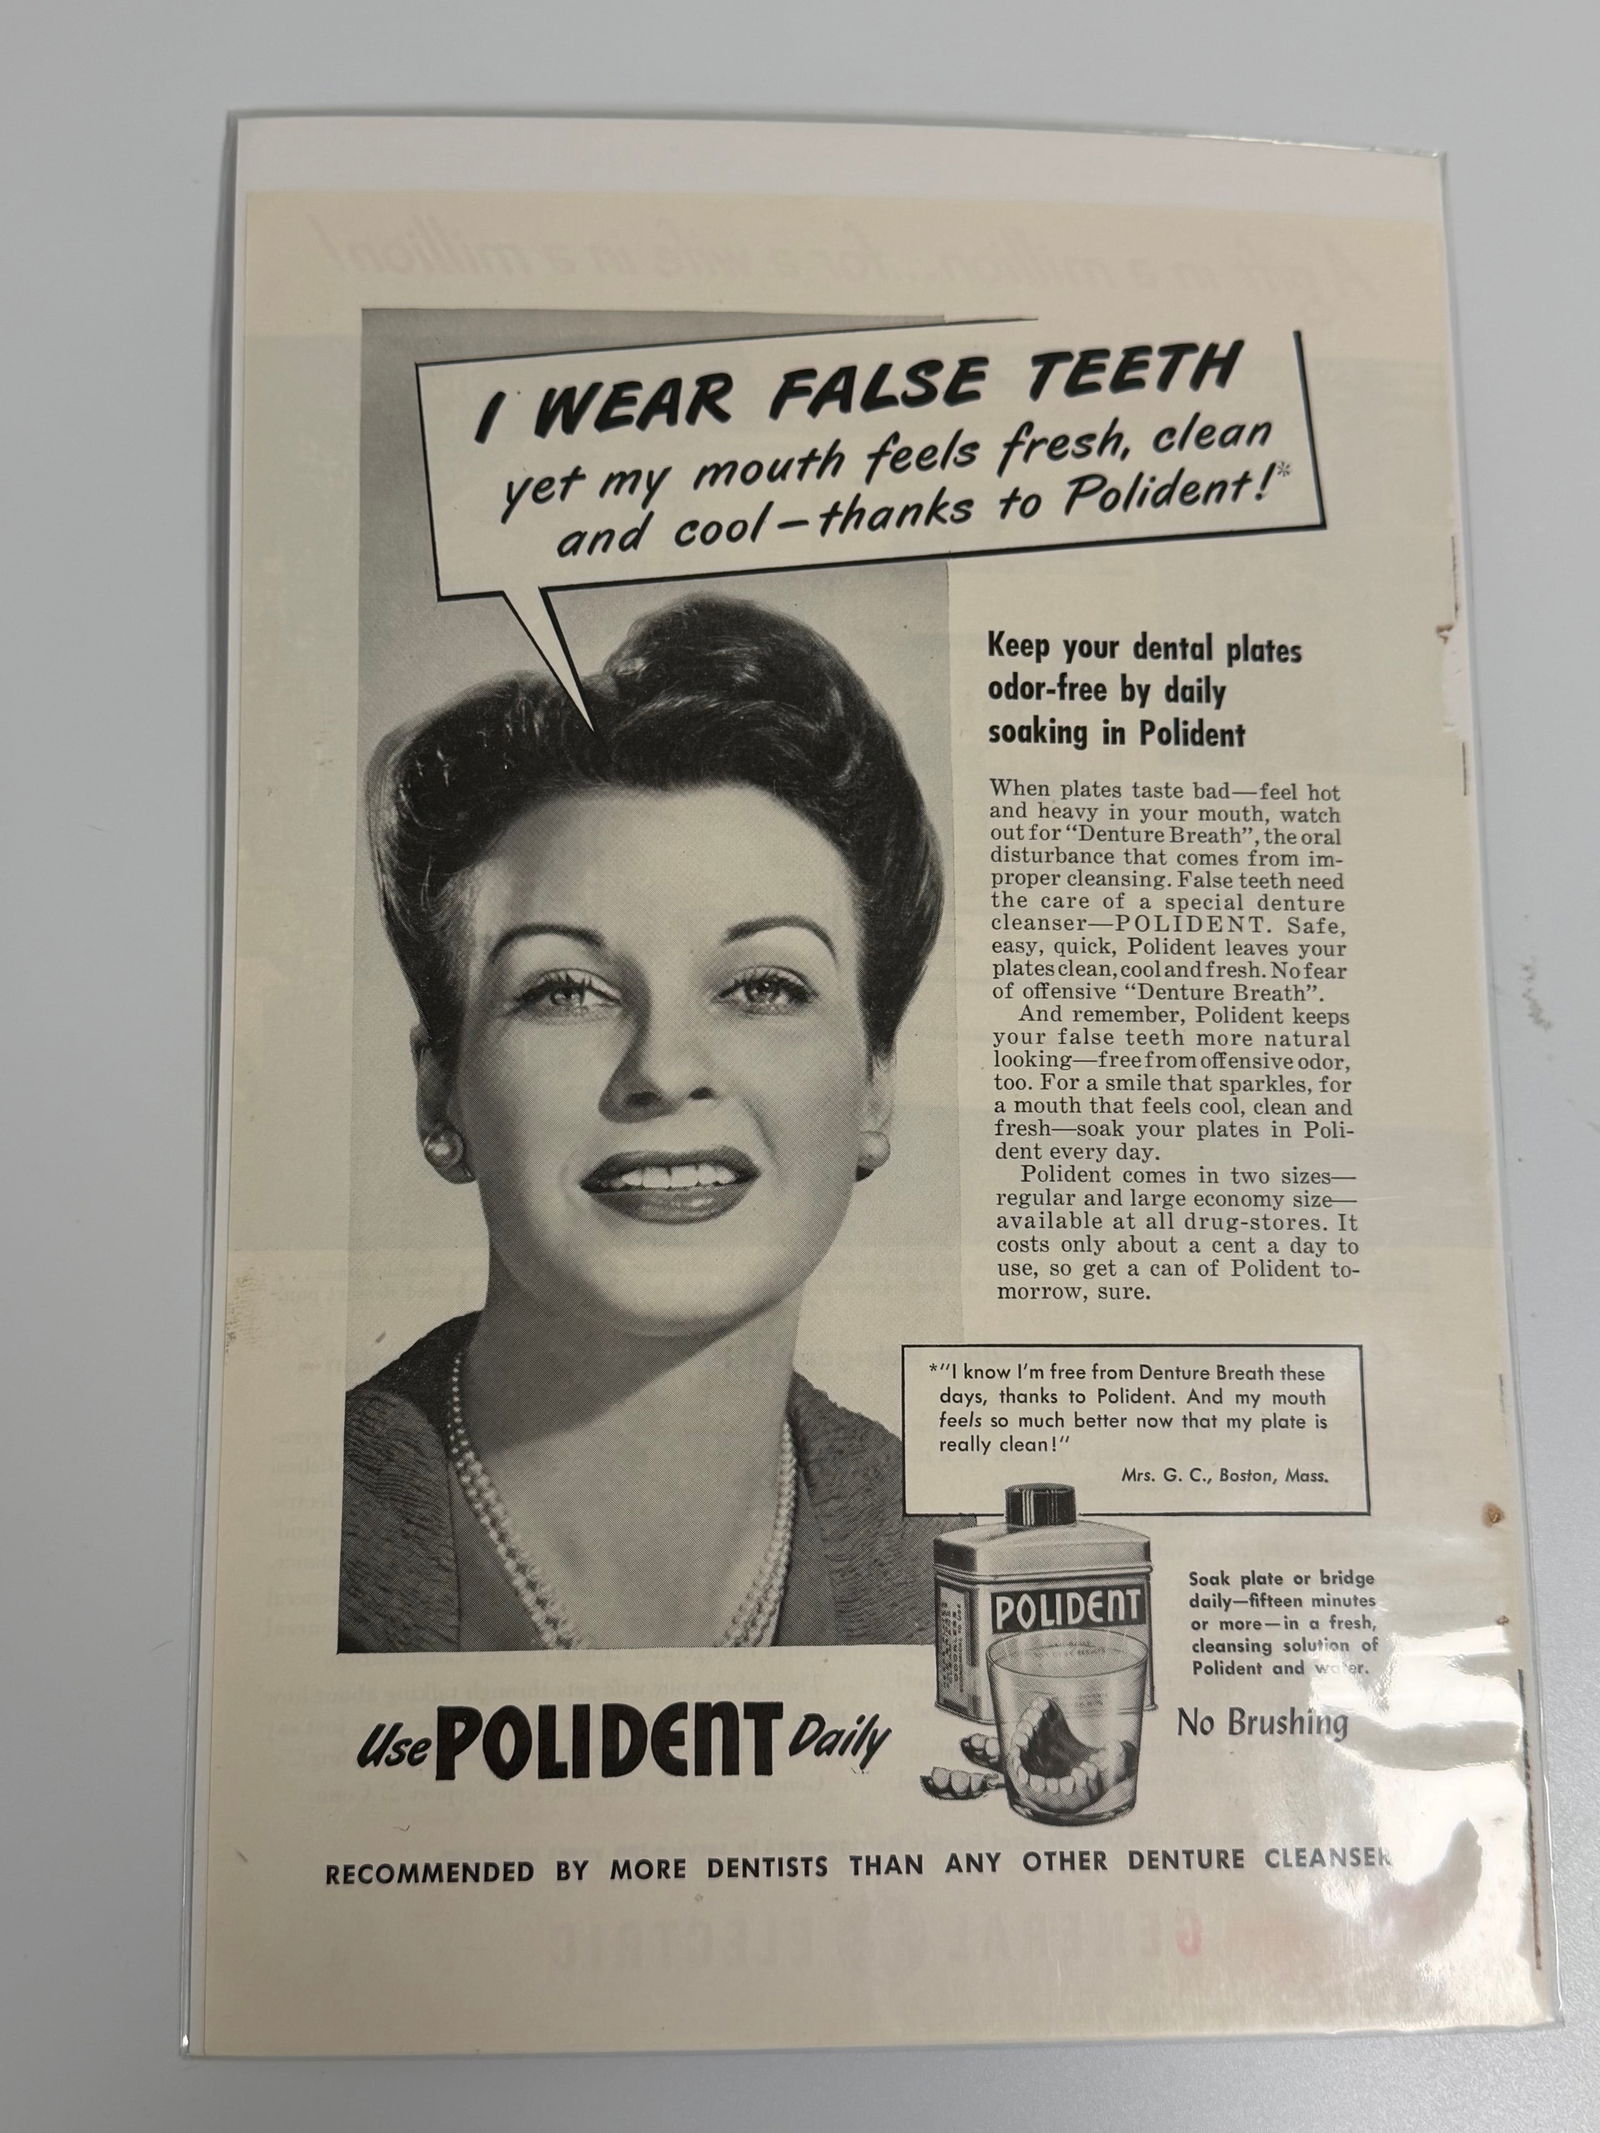 I WEAR FALSE TEETH
yet my mouth feels fresh, clean
and cool—thanks to Polident!*
Keep your dental plates
odor-free by daily
soaking in Polident
When plates taste bad—feel hot
and heavy in your mouth, watch
out for “Denture Breath”, the oral
disturbance that comes from im-
proper cleansing. False teeth need
the care of a special denture
cleanser—POLIDENT. Safe,
easy, quick, Polident leaves your
plates clean, cool and fresh. No fear
of offensive “Denture Breath”.
And remember, Polident keeps
your false teeth more natural
looking—free from offensive odor,
too. For a smile that sparkles, for
a mouth that feels cool, clean and
fresh—soak your plates in Poli-
dent every day.
Polident comes in two sizes—
regular and large economy size—
available at all drug-stores. It
costs only about a cent a day to
use, so get a can of Polident to-
morrow, sure.
*“I know I'm free from Denture Breath these
days, thanks to Polident. And my mouth
feels so much better now that my plate is
really clean!”
Mrs. G. C., Boston, Mass.
POLIDENT
Soak plate or bridge
daily—fifteen minutes
or more—in a fresh,
cleansing solution of
Polident and water.
No Brushing
Use POLIDENT Daily
RECOMMENDED BY MORE DENTISTS THAN ANY OTHER DENTURE CLEANSER
A gift in a million...for a wife in a million!
GENERAL ELECTRIC